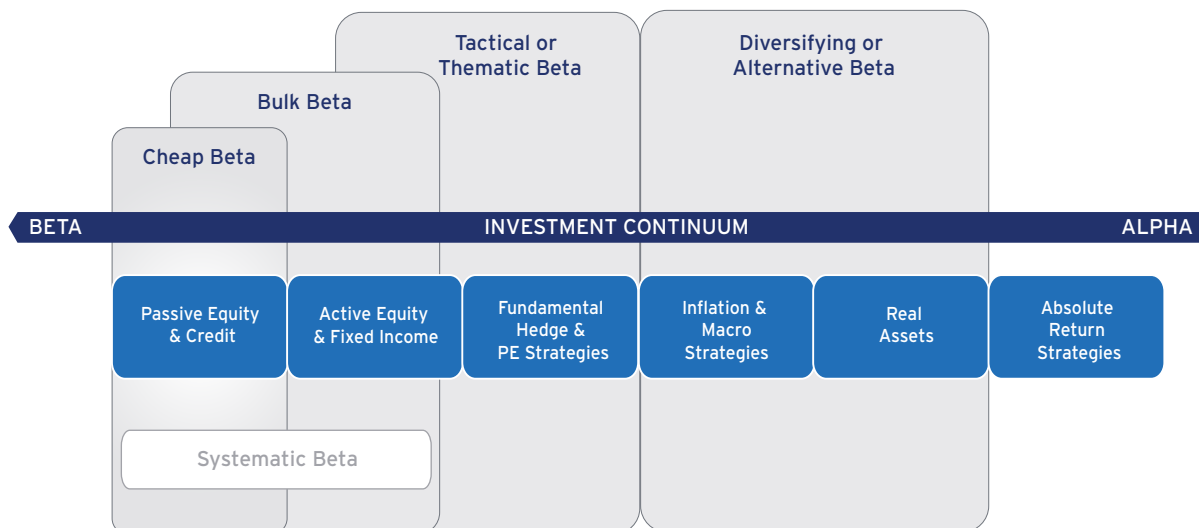 Tactical or
Thematic Beta
Diversifying or
Alternative Beta
Bulk Beta
Cheap Beta
BETA
INVESTMENT CONTINUUM
ALPHA
Passive Equity
& Credit
Active Equity
& Fixed Income
Fundamental
Hedge &
PE Strategies
Inflation &
Macro
Strategies
Real
Assets
Absolute
Return
Strategies
Systematic Beta